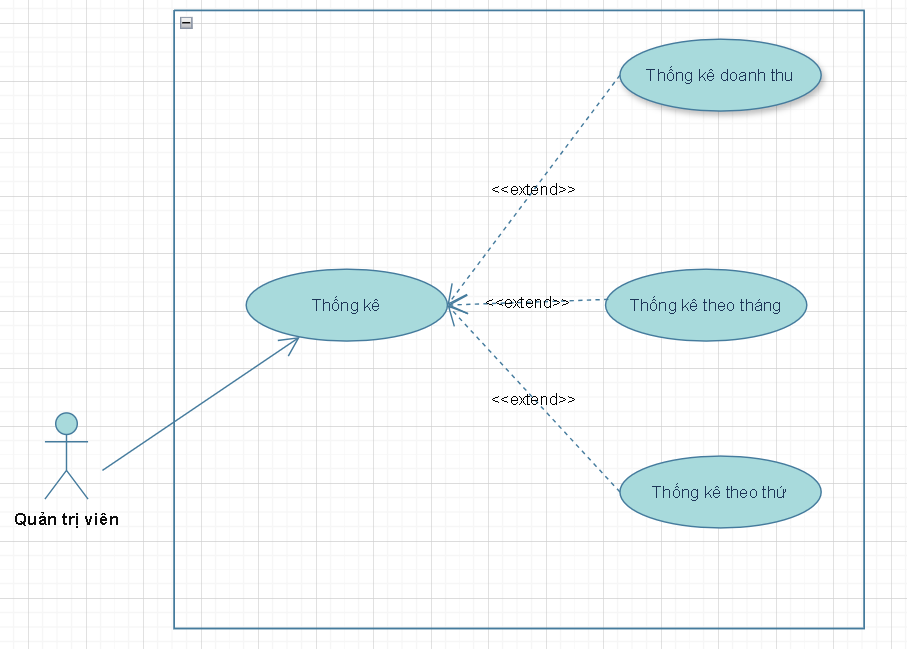 Thống kê doanh thu
<<extend>>
Thống kê
<<extend>>
Thống kê theo tháng
<<extend>>
Thống kê theo thứ
Quản trị viên